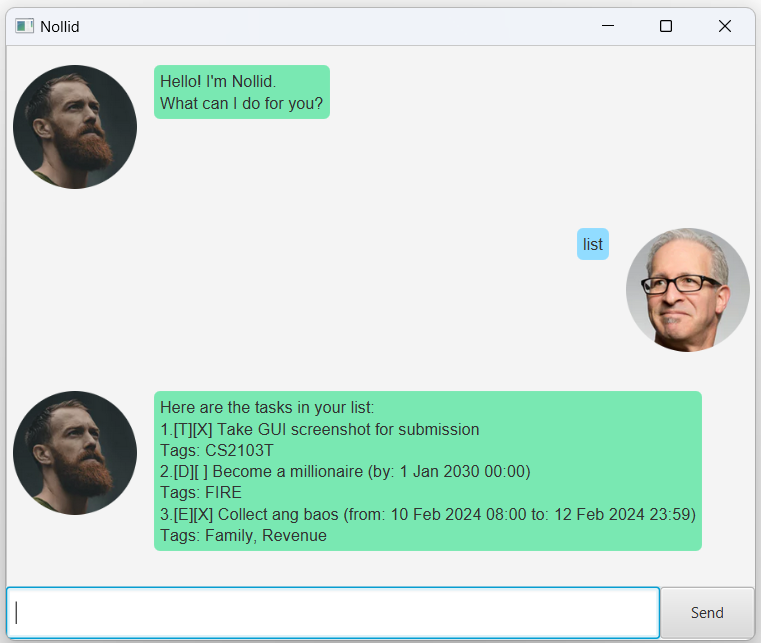 Nollid
Hello! I'm Nollid.
What can I do for you?
list
Here are the tasks in your list:
1.[T][X] Take GUI screenshot for submission
Tags: CS2103T
2.[D][ ] Become a millionaire (by: 1 Jan 2030 00:00)
Tags: FIRE
3.[E][X] Collect ang baos (from: 10 Feb 2024 08:00 to: 12 Feb 2024 23:59)
Tags: Family, Revenue
Send